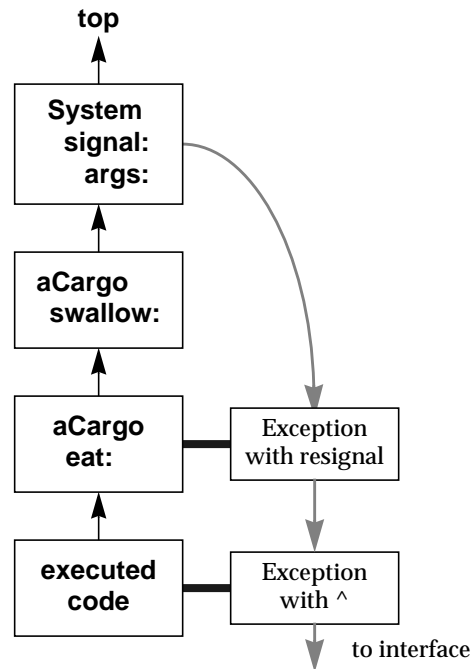 top
System
signal:
args:
aCargo
swallow:
aCargo
eat:
Exception
with resignal
executed
code
Exception
with ^
to interface